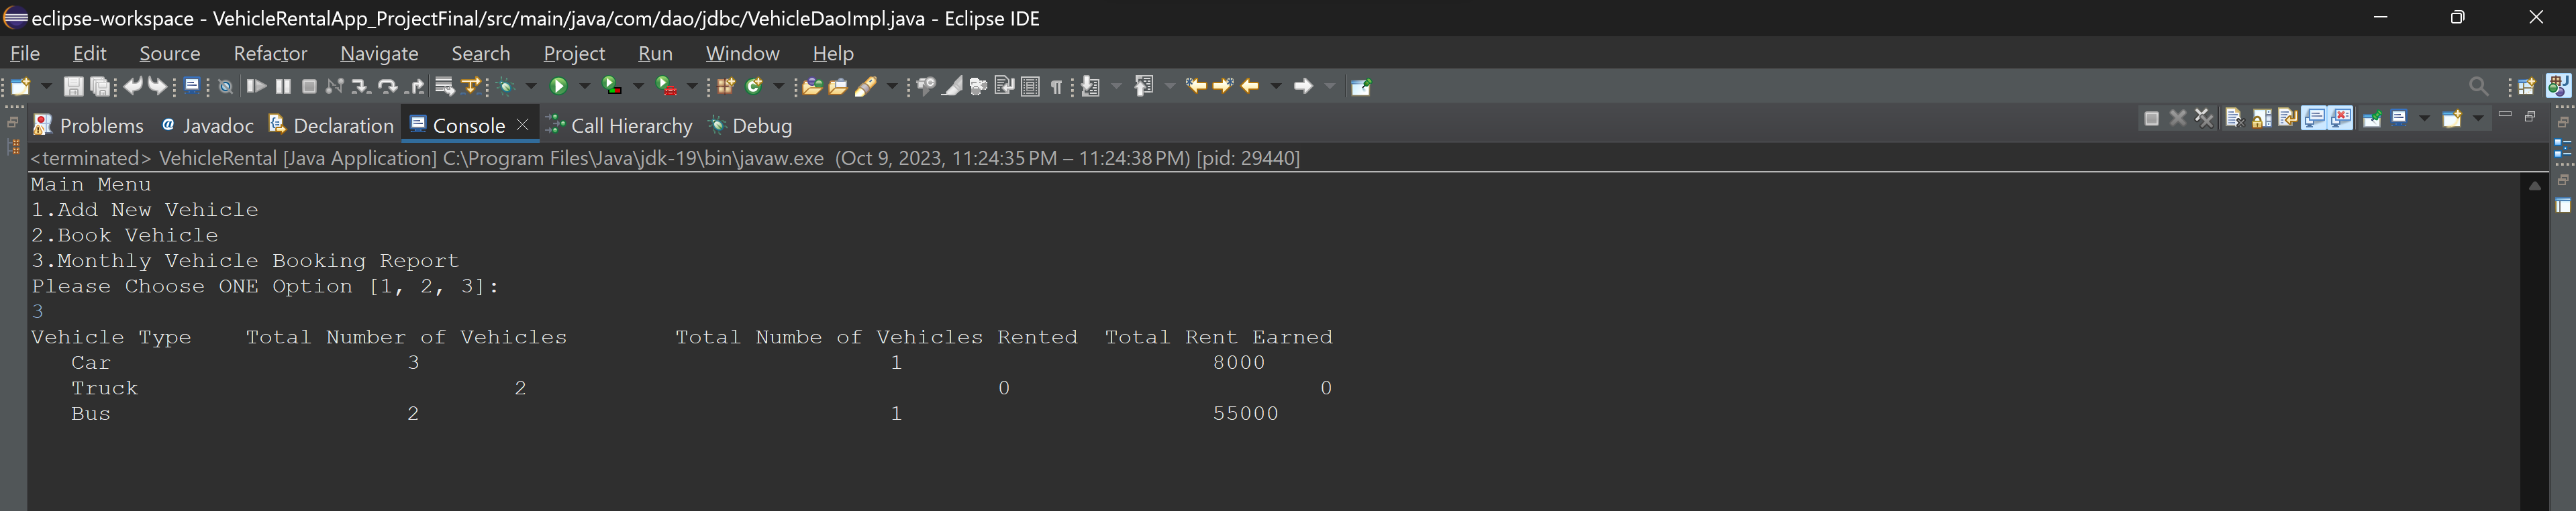 eclipse-workspace - VehicleRentalApp_ProjectFinal/src/main/java/com/dao/jdbc/VehicleDaoImpl.java - Eclipse IDE
File Edit Source Refactor Navigate Search Project Run Window Help
Problems Javadoc Declaration Console Call Hierarchy Debug
<terminated> VehicleRental [Java Application] C:\Program Files\Java\jdk-19\bin\javaw.exe (Oct 9, 2023, 11:24:35 PM – 11:24:38 PM) [pid: 29440]
Main Menu
1.Add New Vehicle
2.Book Vehicle
3.Monthly Vehicle Booking Report
Please Choose ONE Option [1, 2, 3]:
3
Vehicle Type Total Number of Vehicles Total Numbe of Vehicles Rented Total Rent Earned
Car 3 1 8000
Truck 2 0 0
Bus 2 1 55000